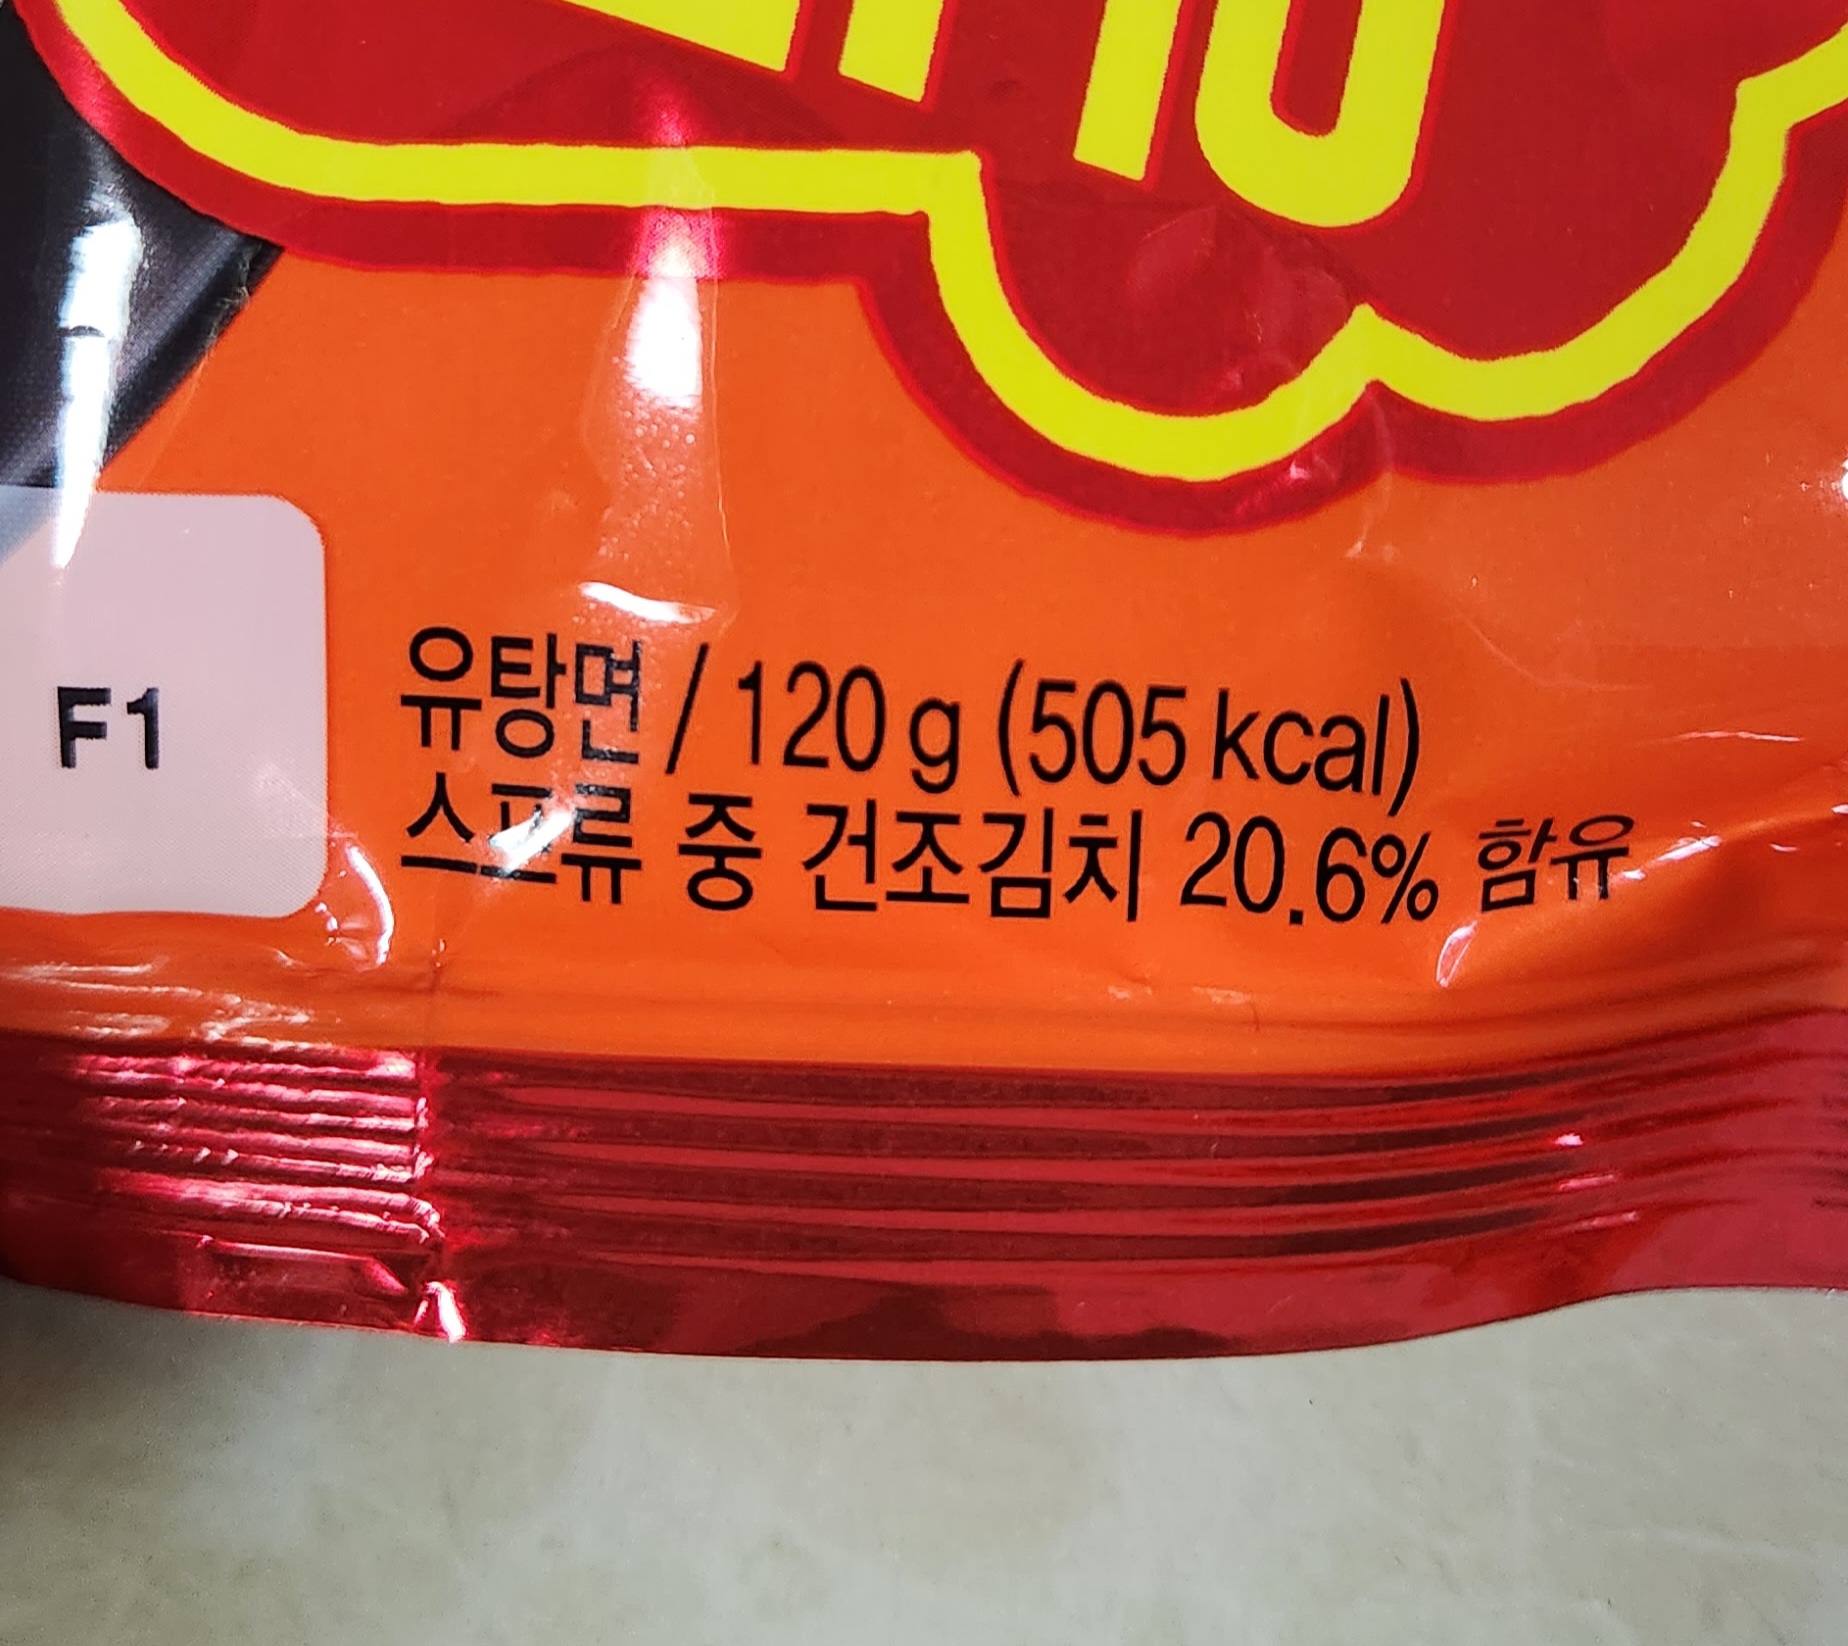 유탕면 / 120 g (505 kcal)
스프류 중 건조김치 20.6% 함유
F1